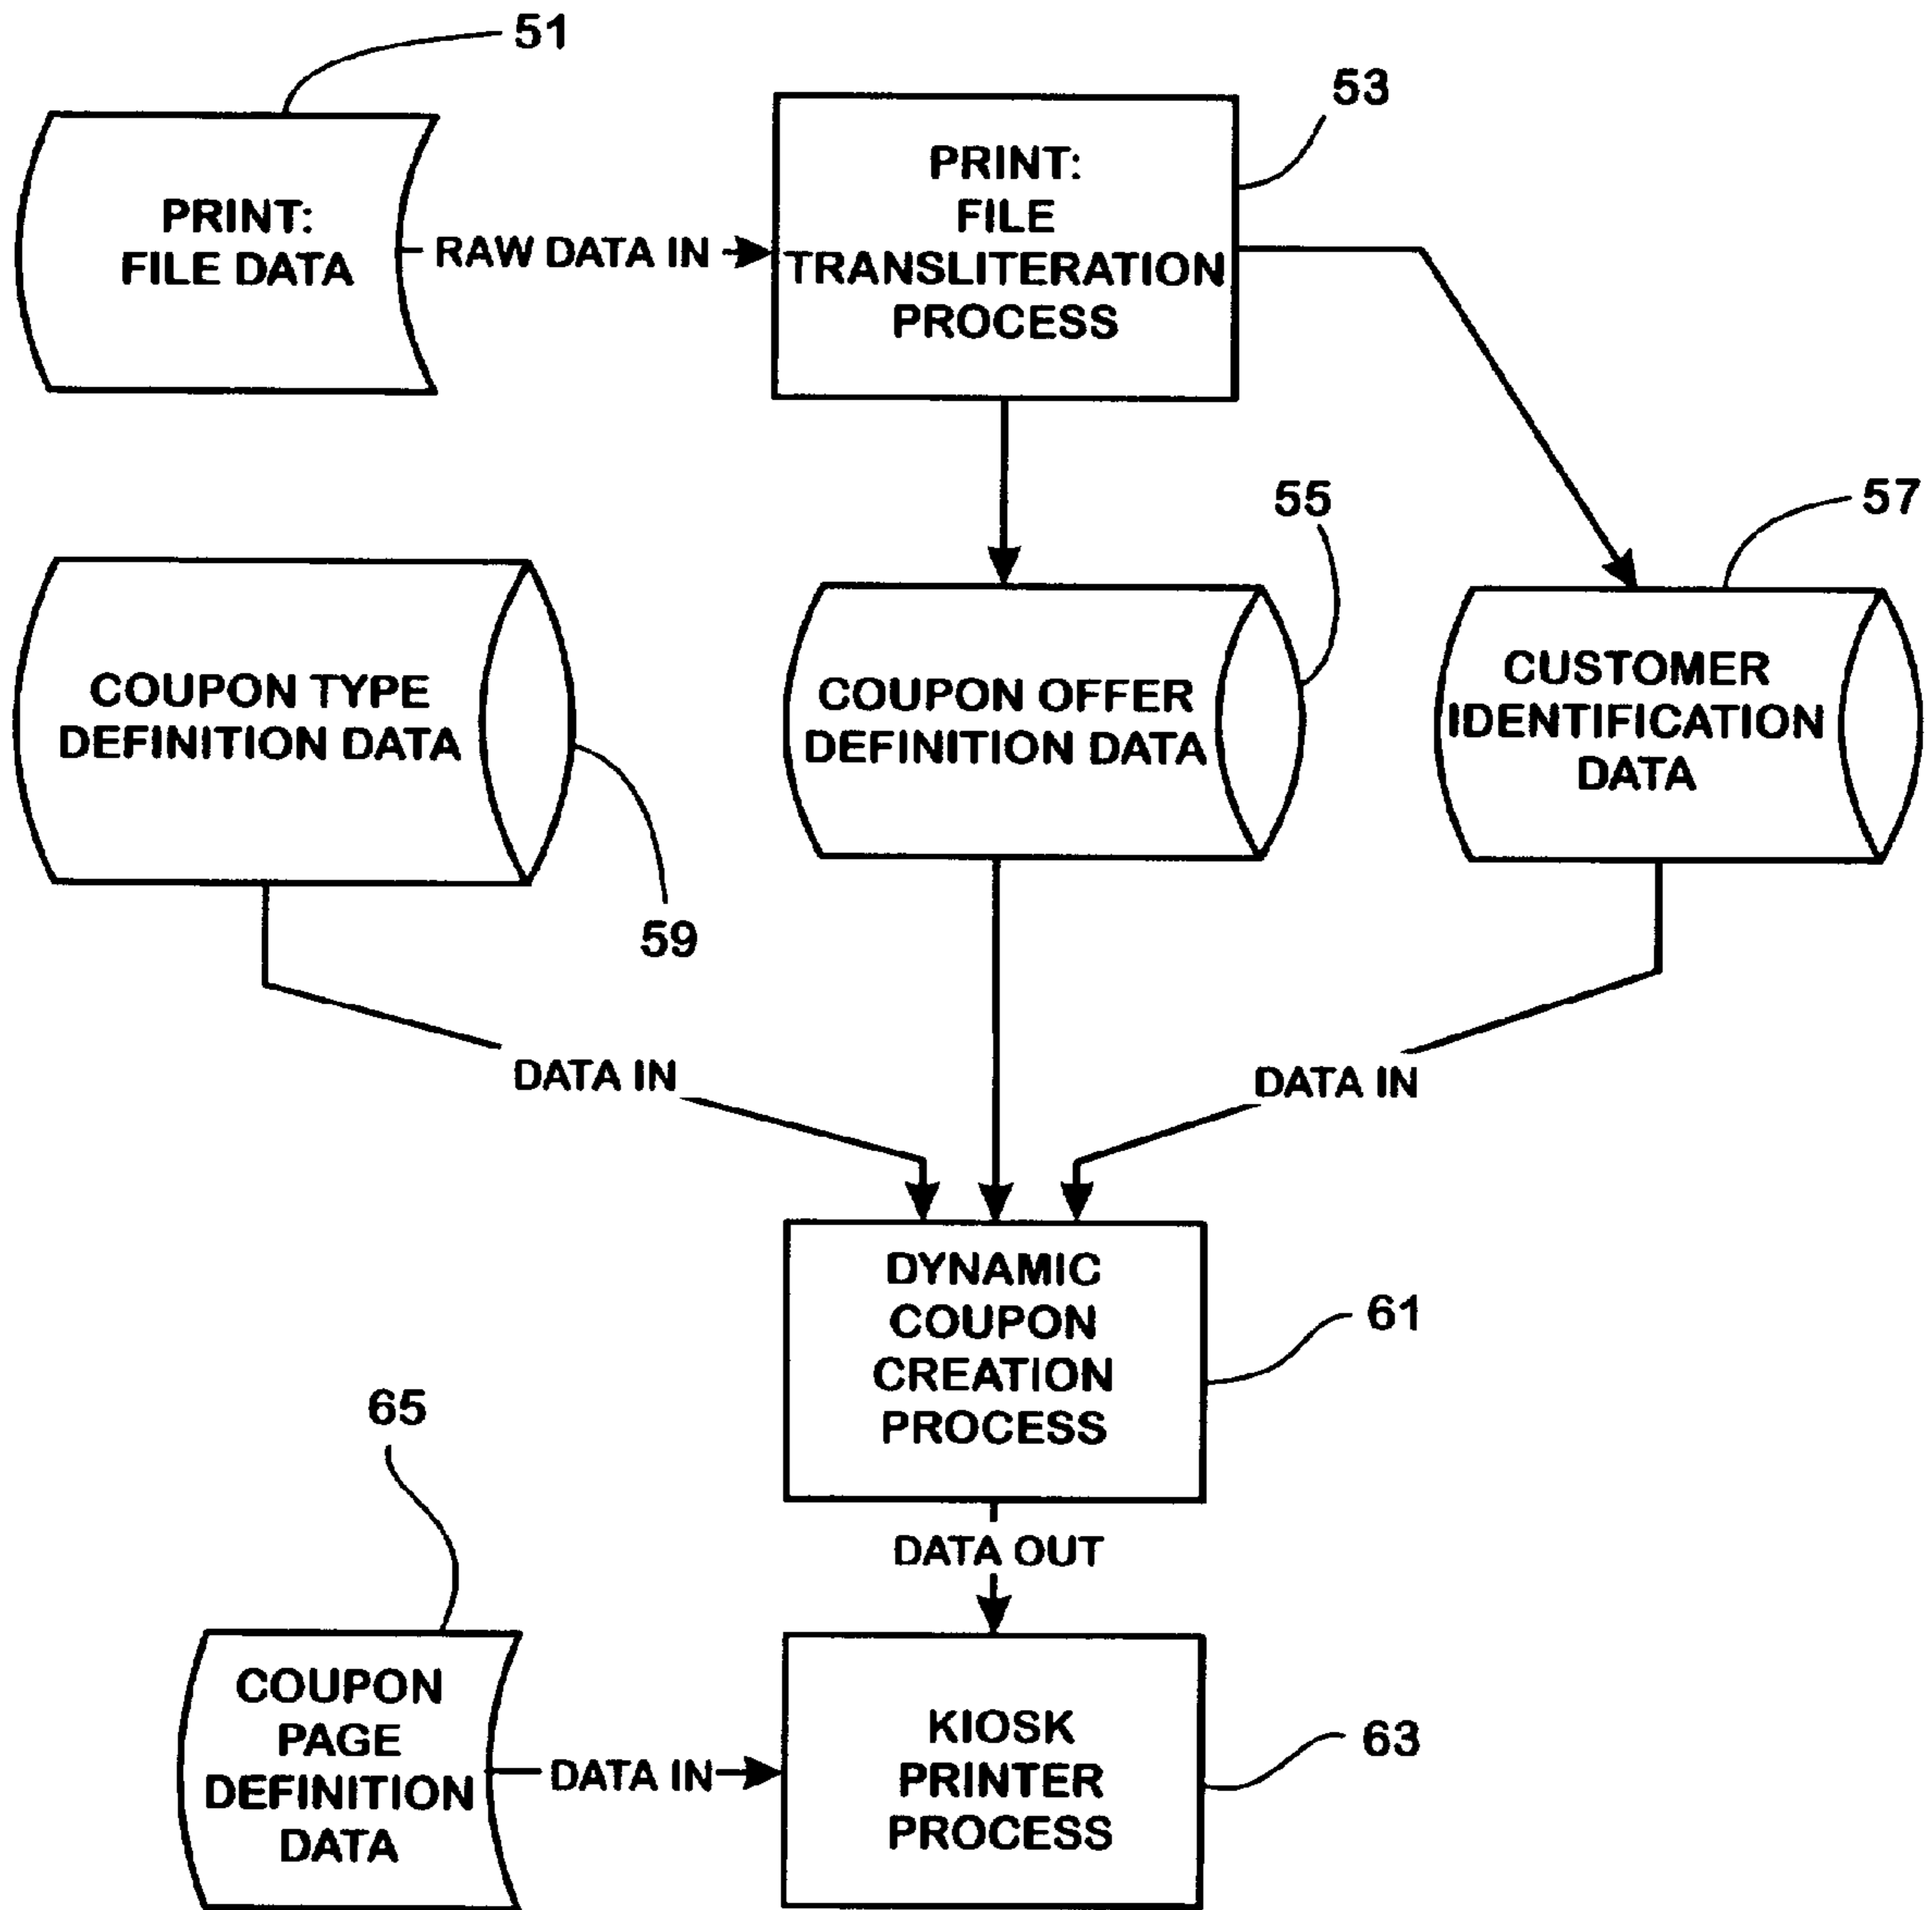 51
PRINT:
FILE DATA
RAW DATA IN
PRINT:
FILE
TRANSLITERATION
PROCESS
53
COUPON TYPE
DEFINITION DATA
59
COUPON OFFER
DEFINITION DATA
55
CUSTOMER
IDENTIFICATION
DATA
57
DATA IN
DATA IN
DYNAMIC
COUPON
CREATION
PROCESS
61
DATA OUT
65
COUPON
PAGE
DEFINITION
DATA
DATA IN
KIOSK
PRINTER
PROCESS
63